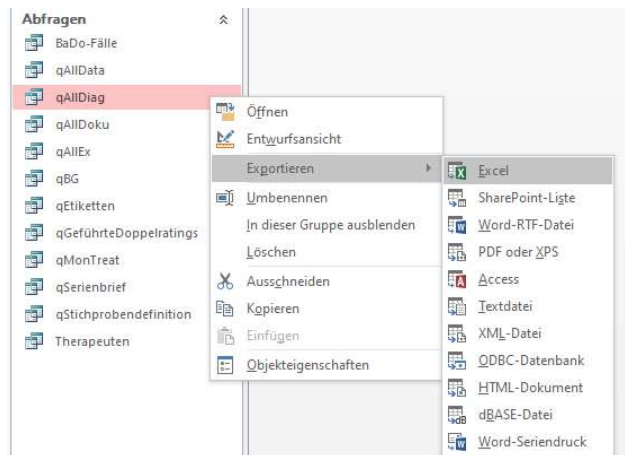 Abfragen
BaDo-Fälle
qAllData
qAllDiag
qAllDoku
qAllEx
qBG
qEtiketten
qGeführteDoppelratings
qMonTreat
qSerienbrief
qStichprobendefinition
Therapeuten
Öffnen
Entwurfsansicht
Exportieren
Umbenennen
In dieser Gruppe ausblenden
Löschen
Ausschneiden
Kopieren
Einfügen
Objekteigenschaften
Excel
SharePoint-Liste
Word-RTF-Datei
PDF oder XPS
Access
Textdatei
XML-Datei
ODBC-Datenbank
HTML-Dokument
dBASE-Datei
Word-Seriendruck